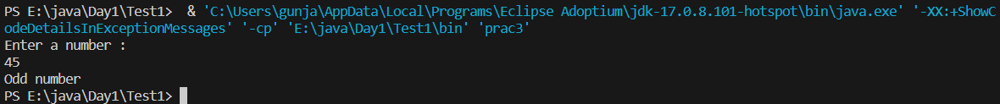 PS E:\java\Day1\Test1>  & 'C:\Users\gunja\AppData\Local\Programs\Eclipse Adoptium\jdk-17.0.8.101-hotspot\bin\java.exe' '-XX:+ShowC
odeDetailsInExceptionMessages' '-cp' 'E:\java\Day1\Test1\bin' 'prac3'
Enter a number :
45
Odd number
PS E:\java\Day1\Test1>